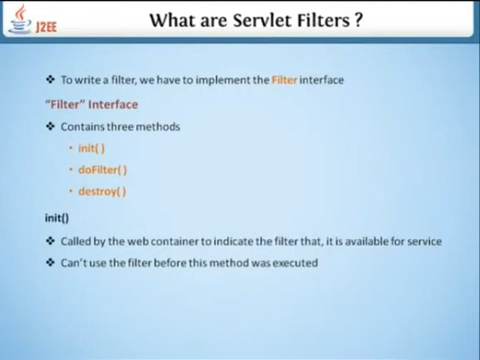 J2EE
What are Servlet Filters ?
❖ To write a filter, we have to implement the Filter interface
“Filter” Interface
❖ Contains three methods
• init( )
• doFilter( )
• destroy( )
init()
❖ Called by the web container to indicate the filter that, it is available for service
❖ Can’t use the filter before this method was executed